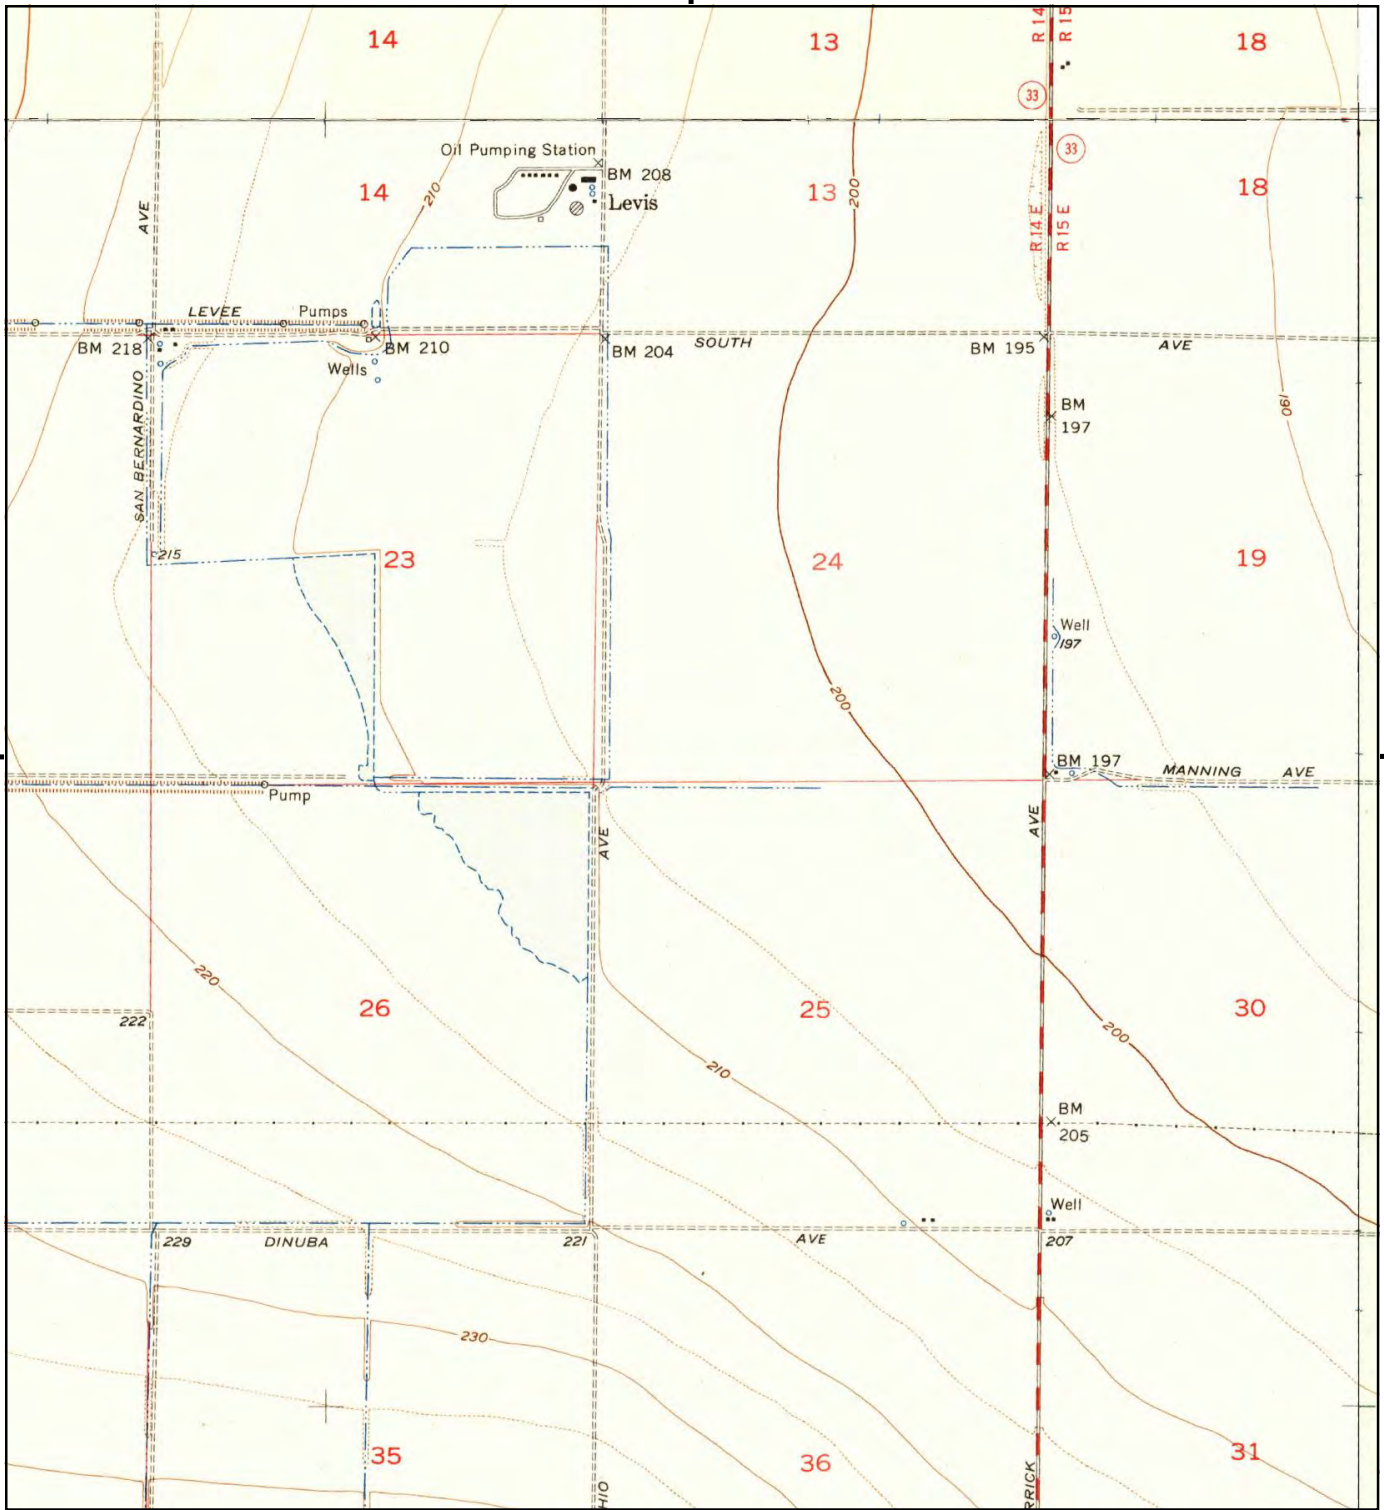 14
13
18
R 14
R 15
33
33
Oil Pumping Station
BM 208
Levis
14
210
13
200
18
R 14 E
R 15 E
AVE
LEVEE
Pumps
BM 218
BM 210
BM 204
SOUTH
BM 195
AVE
Wells
SAN BERNARDINO
BM
197
190
215
23
24
19
Well
197
200
BM 197
MANNING AVE
Pump
AVE
AVE
220
222
26
25
30
200
210
BM
205
Well
229
DINUBA
221
AVE
207
230
35
36
31
HIO
RRICK